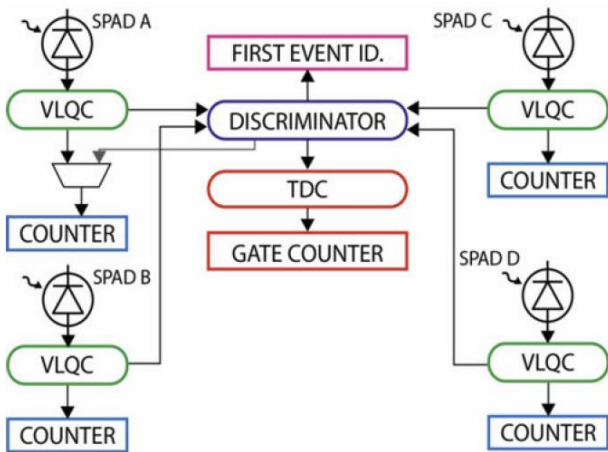 SPAD A
SPAD C
FIRST EVENT ID.
VLQC
VLQC
DISCRIMINATOR
TDC
COUNTER
COUNTER
GATE COUNTER
SPAD B
SPAD D
VLQC
VLQC
COUNTER
COUNTER